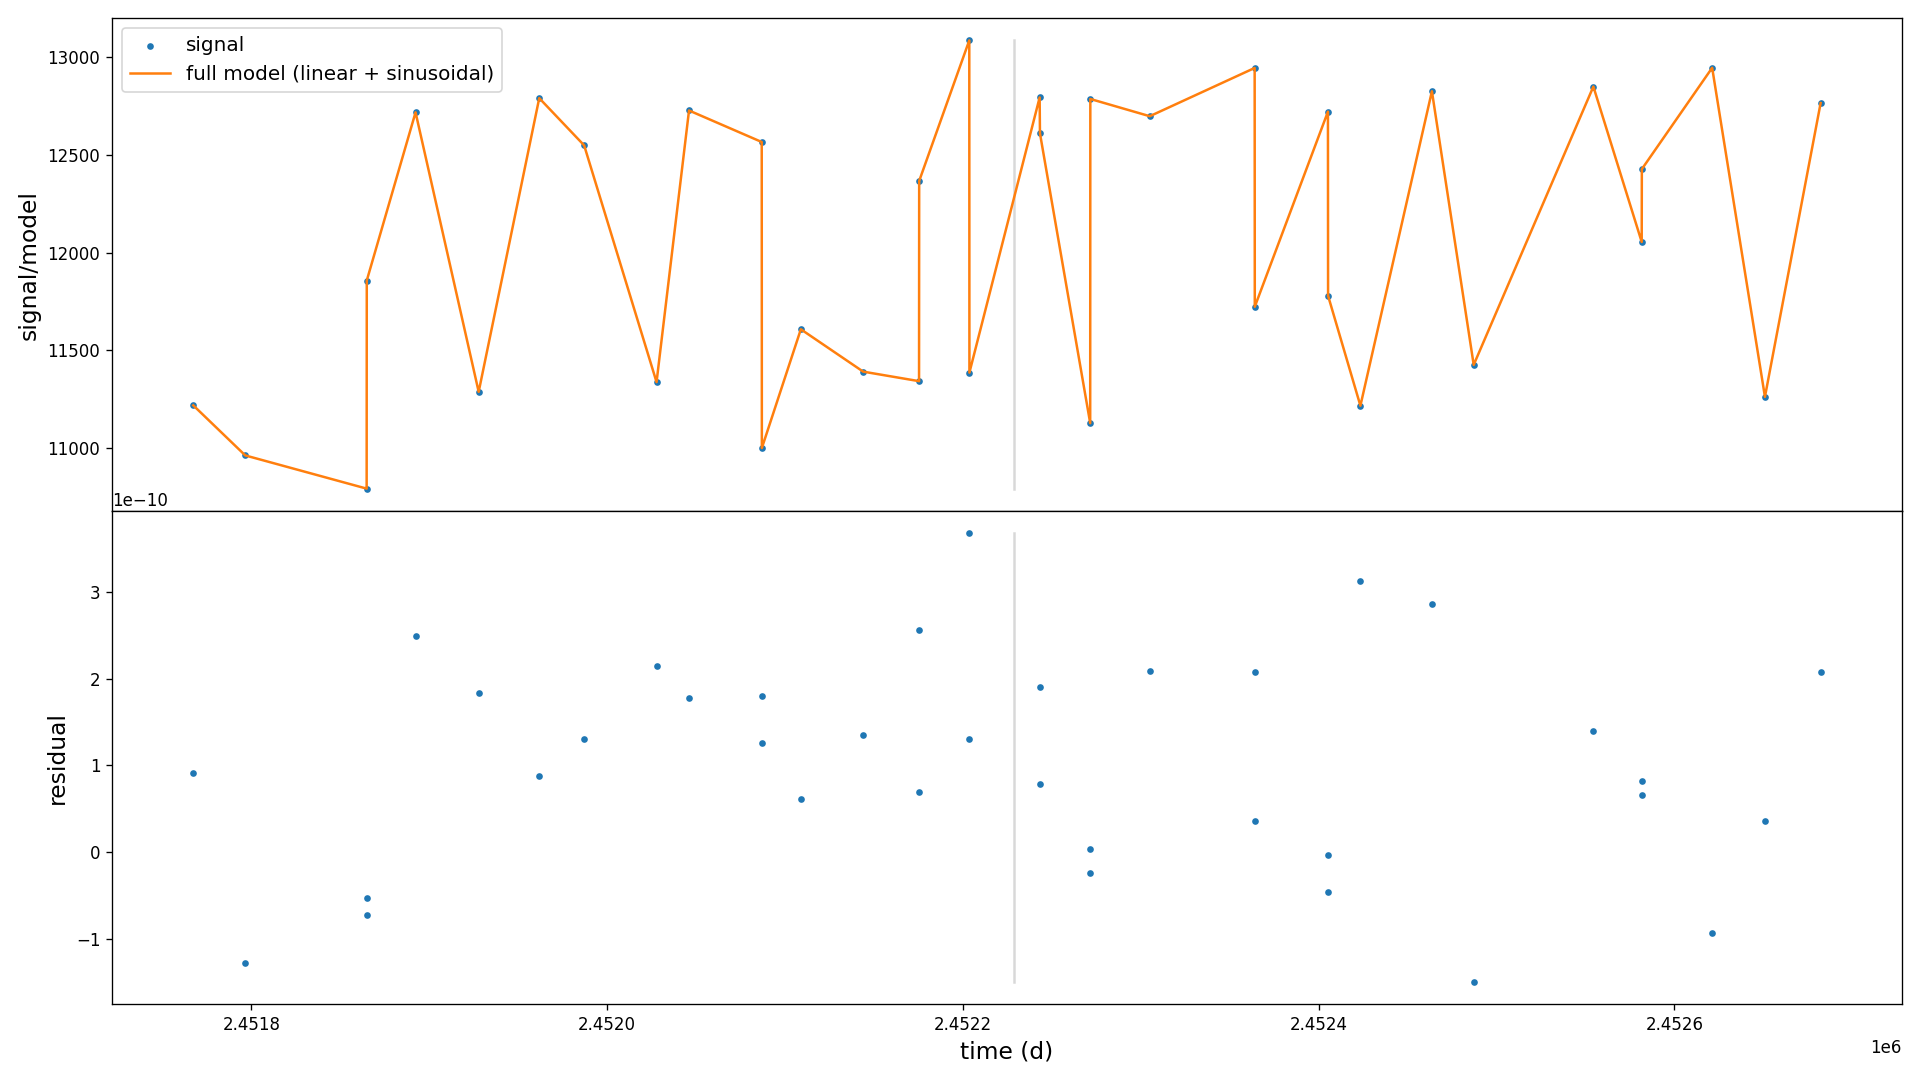 signal
full model (linear + sinusoidal)
signal/model
13000
12500
12000
11500
11000
1e−10
residual
3
2
1
0
−1
2.4518
2.4520
2.4522
2.4524
2.4526
time (d)
1e6